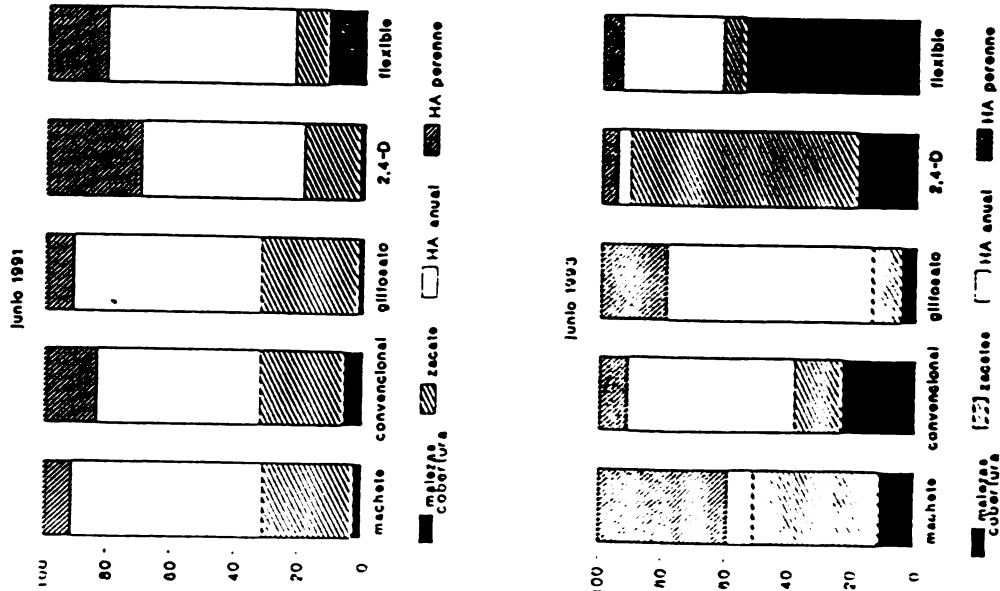 junio 1991
100
80
60
40
20
0
machete convencional glifosato 2,4-D flexible
malezas cobertura zacate HA anual HA perenne
junio 1993
100
80
60
40
20
0
machete convencional glifosato 2,4-D flexible
malezas cobertura zacates HA anual HA perenne